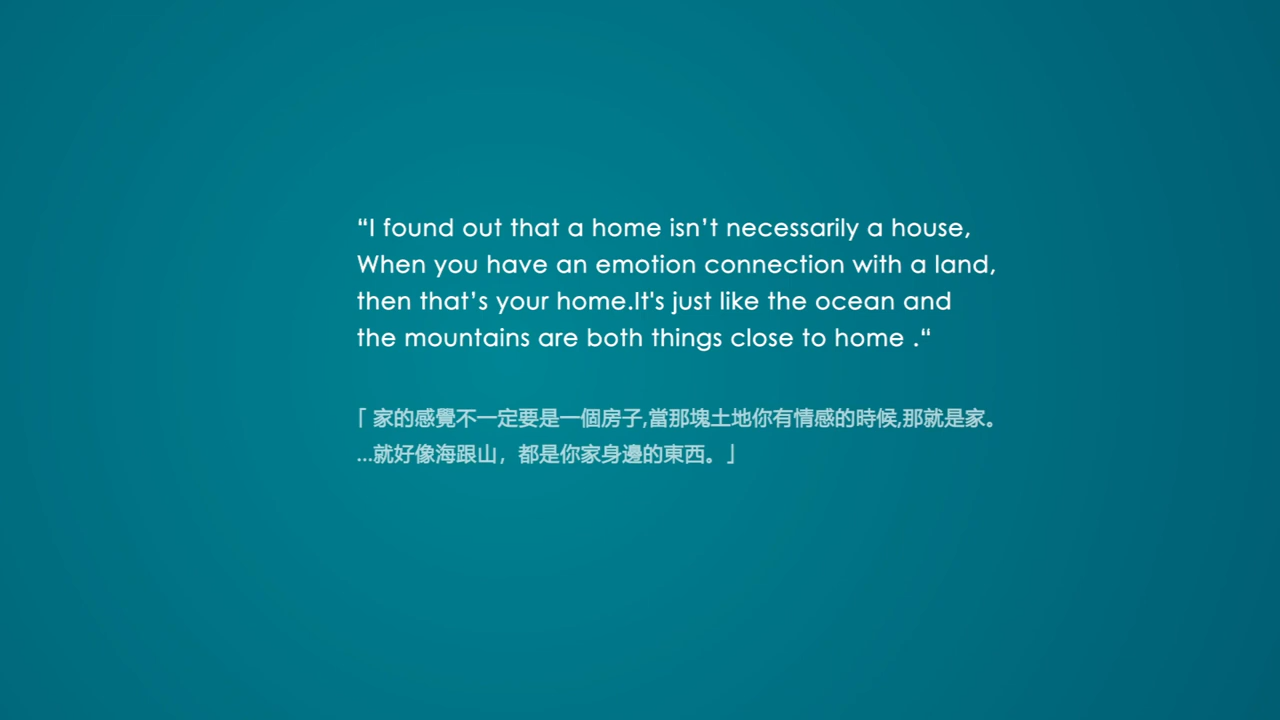 “I found out that a home isn’t necessarily a house,
When you have an emotion connection with a land,
then that’s your home.It's just like the ocean and
the mountains are both things close to home .“
「 家的感覺不一定要是一個房子,當那塊土地你有情感的時候,那就是家。
...就好像海跟山，都是你家身邊的東西。」